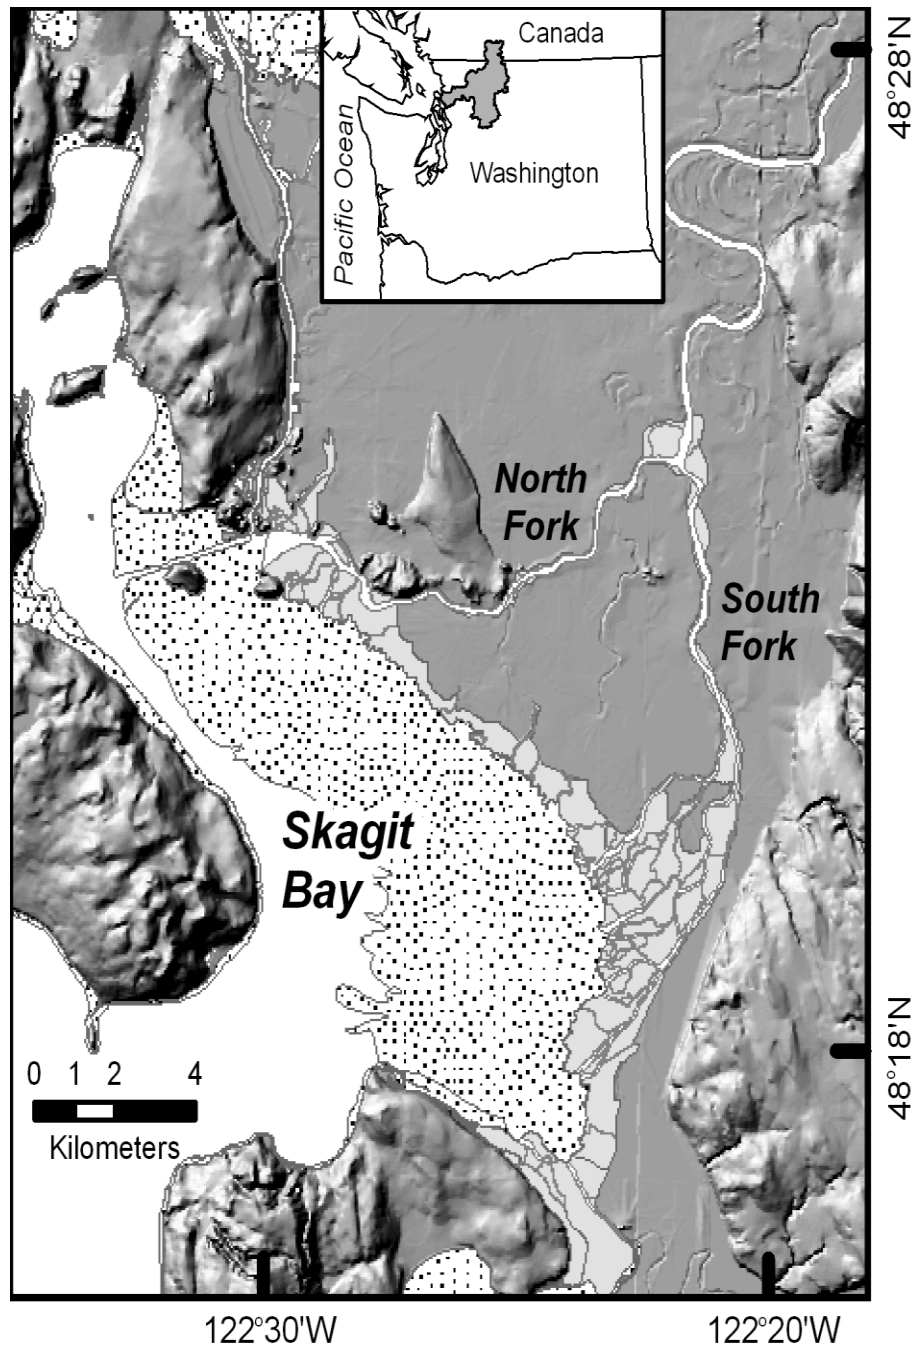 Canada
48°28'N
Pacific Ocean
Washington
North
Fork
South
Fork
Skagit
Bay
48°18'N
0 1 2 4
Kilometers
122°30'W
122°20'W